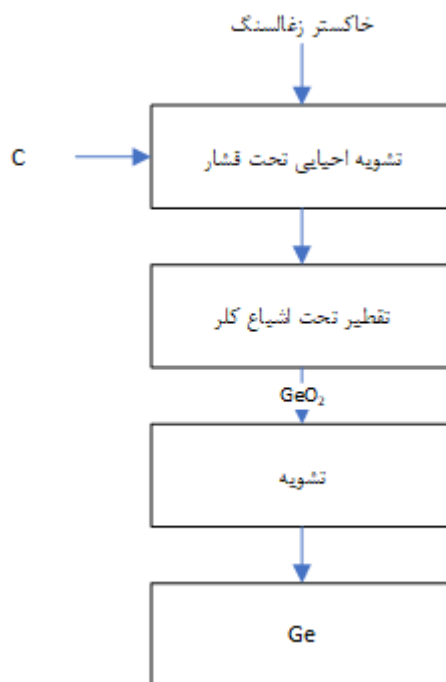 خاکستر زغالسنگ
C
تشویه احیایی تحت فشار
تقطیر تحت اشباع کلر
GeO₂
تشویه
Ge